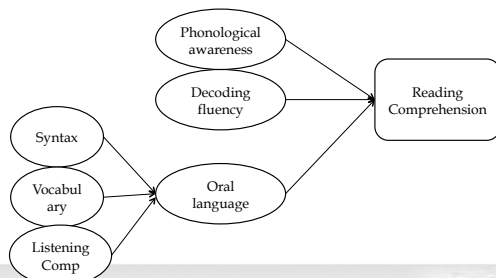 Phonological
awareness
Decoding
fluency
Reading
Comprehension
Syntax
Vocabul
ary
Oral
language
Listening
Comp